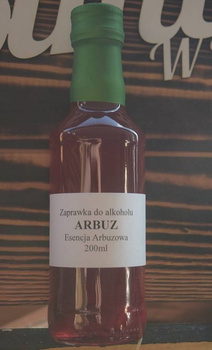 W
Zaprawka do alkoholu
ARBUZ
Esencja Arbuzowa
200ml